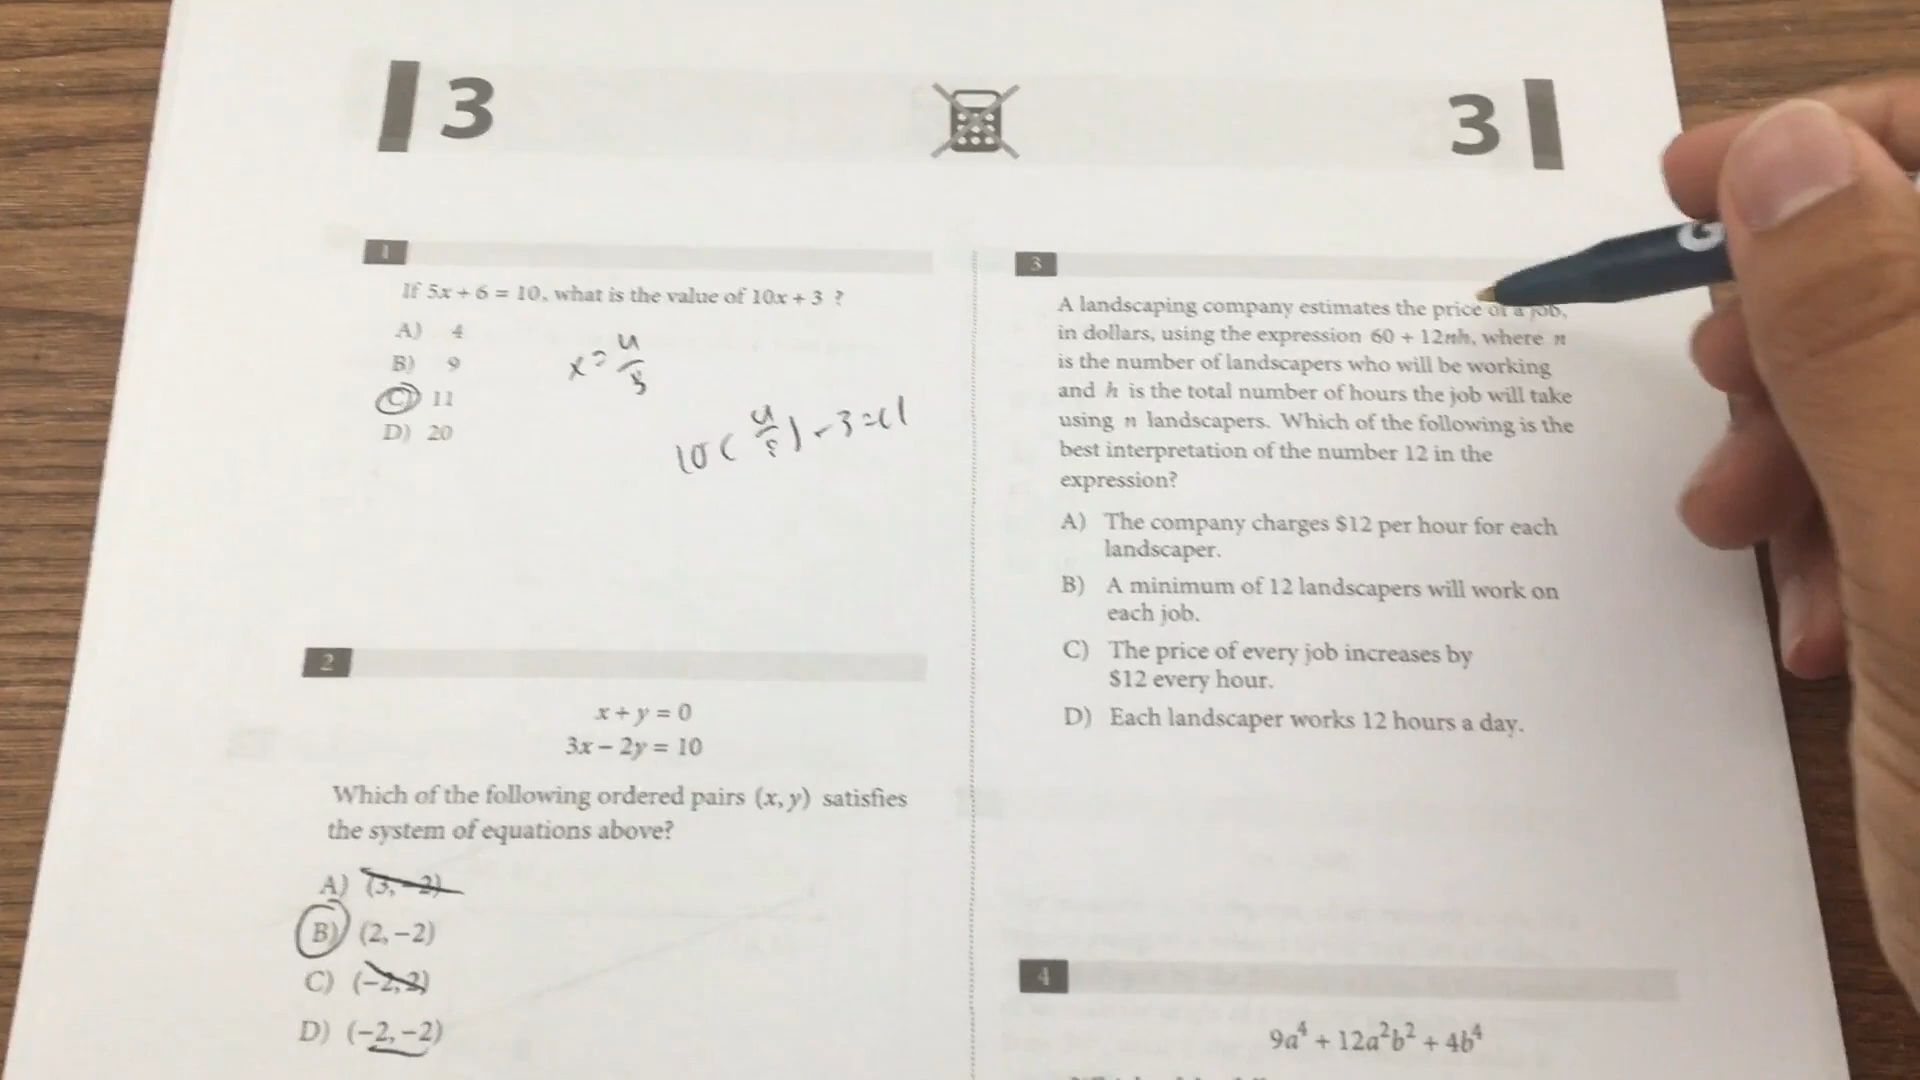 3
3
1
If 5x + 6 = 10, what is the value of 10x + 3 ?
A) 4
B) 9
C) 11
D) 20
x = 4/5
10(4/5) - 3 = 11
2
x + y = 0
3x − 2y = 10
Which of the following ordered pairs (x, y) satisfies
the system of equations above?
A) (3, −2)
B) (2, −2)
C) (−2, 2)
D) (−2, −2)
3
A landscaping company estimates the price of a job,
in dollars, using the expression 60 + 12nh, where n
is the number of landscapers who will be working
and h is the total number of hours the job will take
using n landscapers. Which of the following is the
best interpretation of the number 12 in the
expression?
A) The company charges $12 per hour for each
landscaper.
B) A minimum of 12 landscapers will work on
each job.
C) The price of every job increases by
$12 every hour.
D) Each landscaper works 12 hours a day.
4
9a⁴ + 12a²b² + 4b⁴